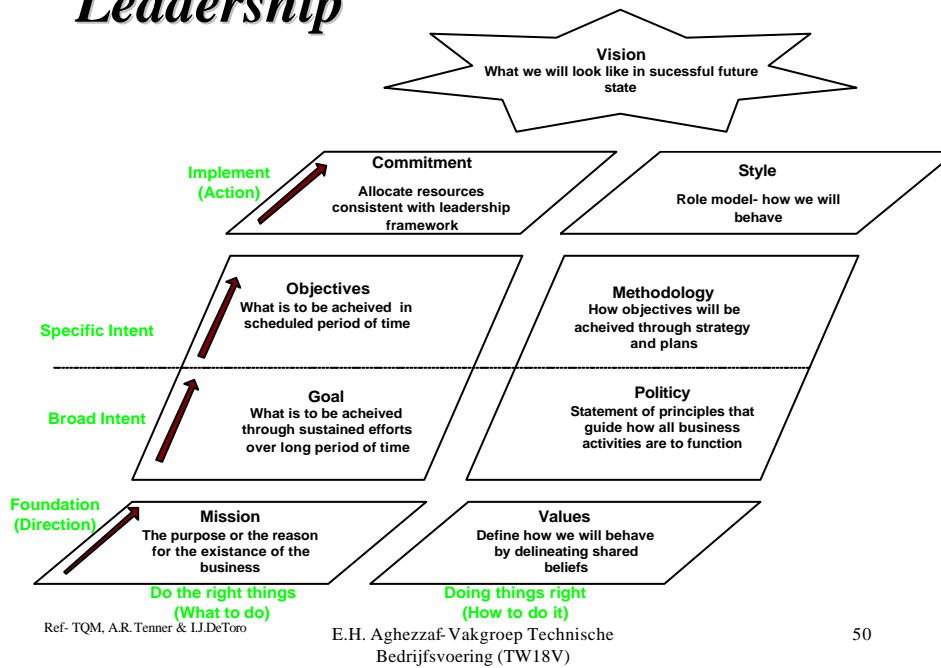 Leadership
Vision
What we will look like in sucessful future
state
Implement
(Action)
Commitment
Allocate resources
consistent with leadership
framework
Style
Role model- how we will
behave
Specific Intent
Objectives
What is to be acheived in
scheduled period of time
Methodology
How objectives will be
acheived through strategy
and plans
Broad Intent
Goal
What is to be acheived
through sustained efforts
over long period of time
Politicy
Statement of principles that
guide how all business
activities are to function
Foundation
(Direction)
Mission
The purpose or the reason
for the existance of the
business
Values
Define how we will behave
by delineating shared
beliefs
Do the right things
(What to do)
Doing things right
(How to do it)
Ref- TQM, A.R. Tenner & I.J.DeToro
E.H. Aghezzaf-Vakgroep Technische
Bedrijfsvoering (TW18V)
50